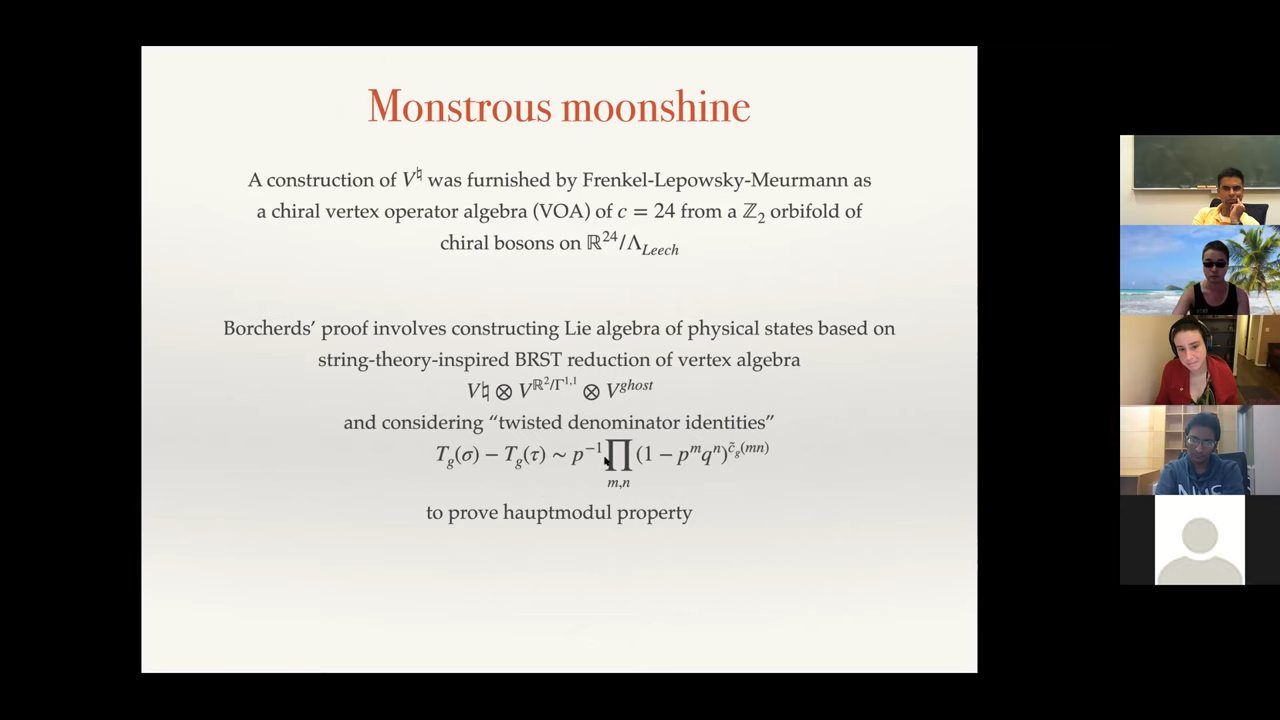 Monstrous moonshine
A construction of V♮ was furnished by Frenkel-Lepowsky-Meurmann as
a chiral vertex operator algebra (VOA) of c = 24 from a ℤ₂ orbifold of
chiral bosons on ℝ²⁴/Λ_Leech
Borcherds' proof involves constructing Lie algebra of physical states based on
string-theory-inspired BRST reduction of vertex algebra
V♮ ⊗ V^{ℝ²/Γ^{1,1}} ⊗ V^{ghost}
and considering “twisted denominator identities”
T_g(σ) − T_g(τ) ~ p⁻¹ ∏_{m,n} (1 − p^m q^n)^{c̃_g(mn)}
to prove hauptmodul property